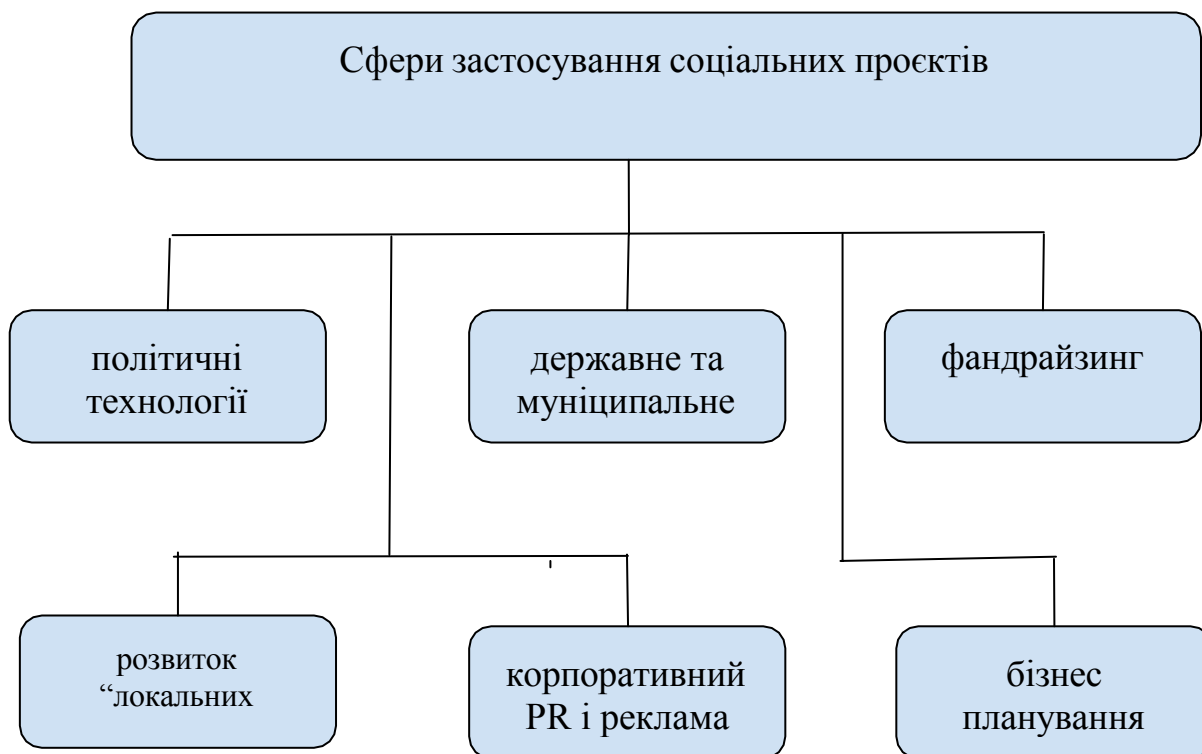 Сфери застосування соціальних проєктів
політичні
технології
державне та
муніципальне
фандрайзинг
розвиток
“локальних
корпоративний
PR і реклама
бізнес
планування